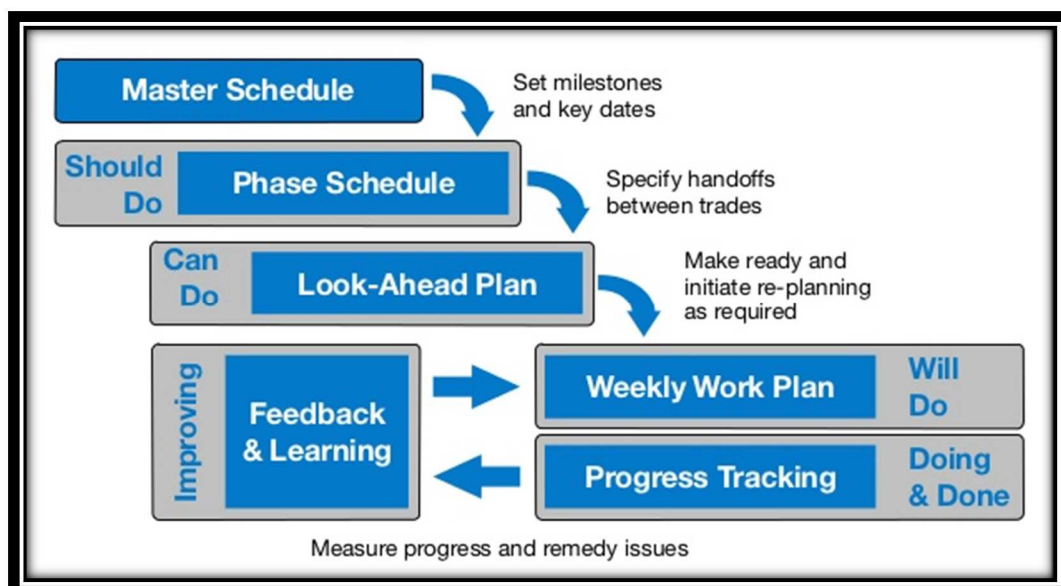 Master Schedule
Set milestones
and key dates
Should
Do
Phase Schedule
Specify handoffs
between trades
Can
Do
Look-Ahead Plan
Make ready and
initiate re-planning
as required
Improving
Feedback
& Learning
Weekly Work Plan
Will
Do
Progress Tracking
Doing
& Done
Measure progress and remedy issues